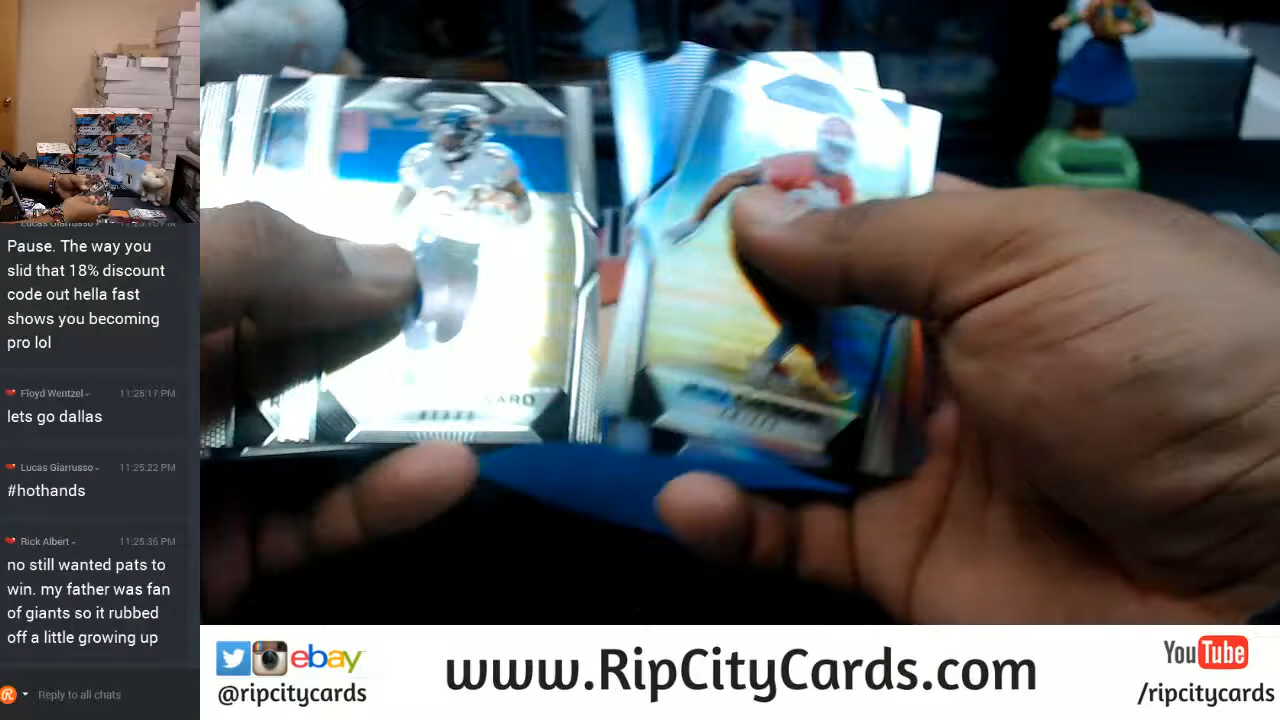 Pause. The way you
slid that 18% discount
code out hella fast
shows you becoming
pro lol
Floyd Wentzel 11:25:17 PM
lets go dallas
Lucas Giarrusso 11:25:22 PM
#hothands
Rick Albert 11:25:36 PM
no still wanted pats to
win. my father was fan
of giants so it rubbed
off a little growing up
Reply to all chats
ebay
@ripcitycards
www.RipCityCards.com
YouTube
/ripcitycards